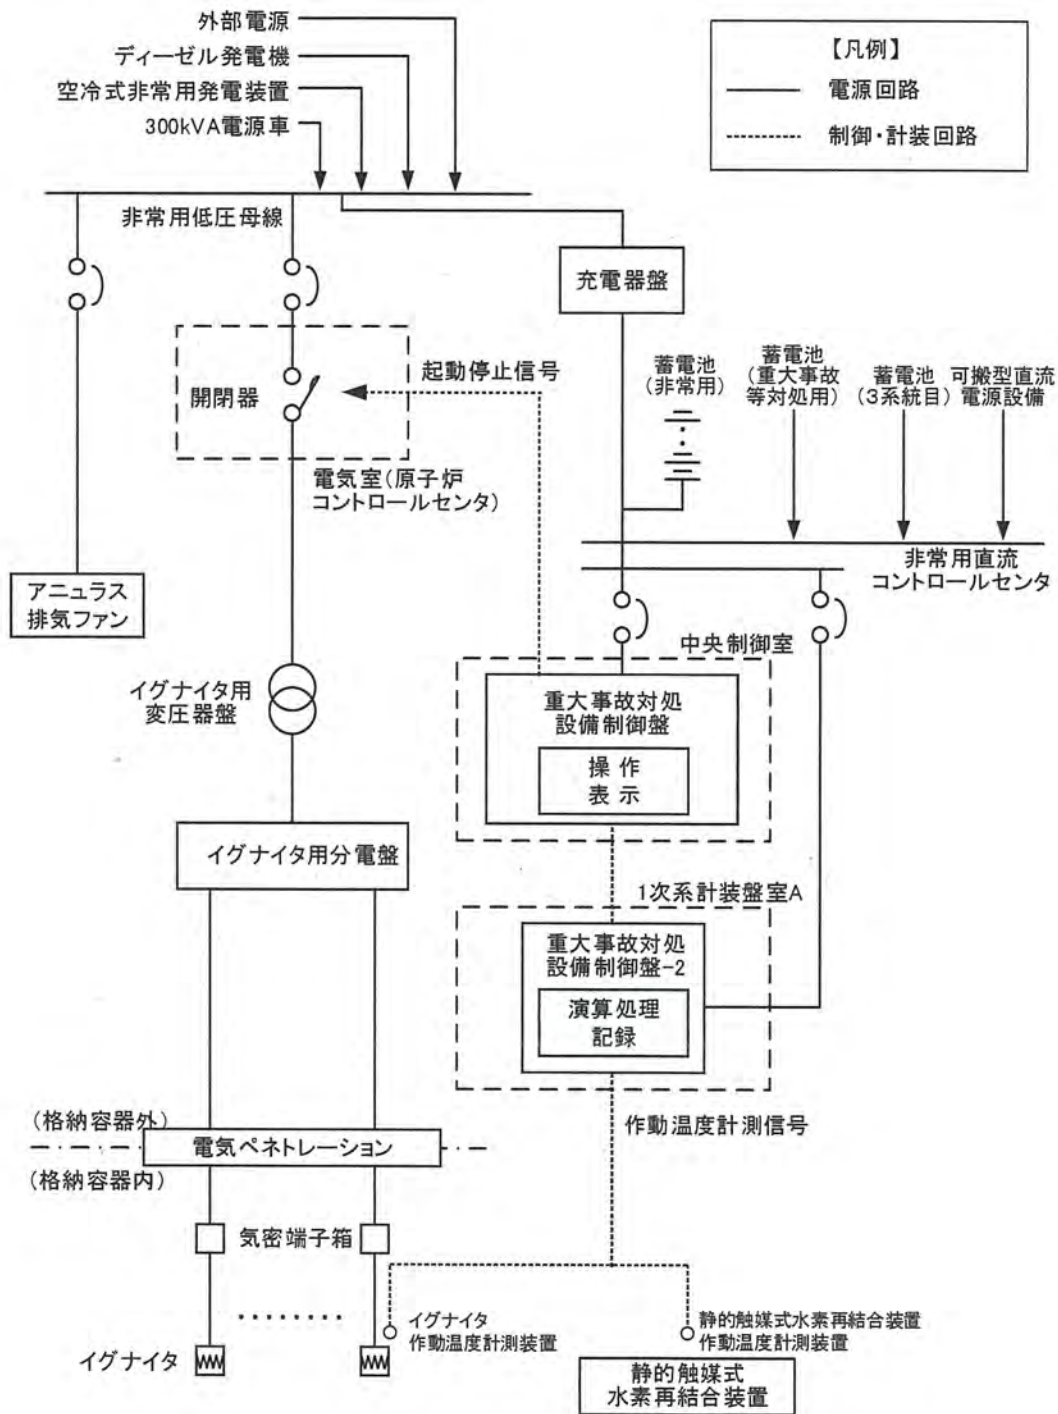 外部電源
ディーゼル発電機
空冷式非常用発電装置
300kVA電源車
【凡例】
電源回路
制御・計装回路
非常用低圧母線
充電器盤
開閉器
起動停止信号
電気室(原子炉
コントロールセンタ)
蓄電池
(非常用)
蓄電池
(重大事故
等対処用)
蓄電池
(3系統目)
可搬型直流
電源設備
非常用直流
コントロールセンタ
アニュラス
排気ファン
中央制御室
イグナイタ用
変圧器盤
重大事故対処
設備制御盤
操作
表示
イグナイタ用分電盤
1次系計装盤室A
重大事故対処
設備制御盤-2
演算処理
記録
(格納容器外)
電気ペネトレーション
(格納容器内)
作動温度計測信号
気密端子箱
イグナイタ
作動温度計測装置
静的触媒式水素再結合装置
作動温度計測装置
イグナイタ
静的触媒式
水素再結合装置